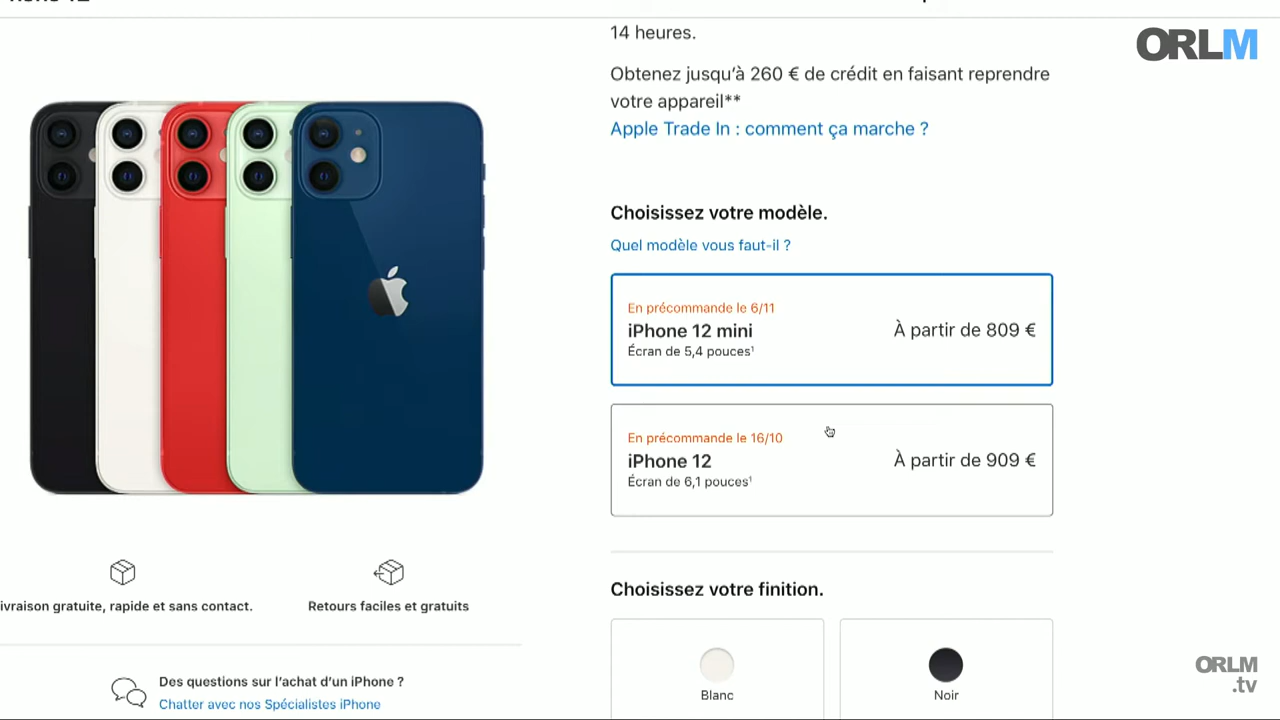 ORLM
14 heures.
Obtenez jusqu'à 260 € de crédit en faisant reprendre
votre appareil**
Apple Trade In : comment ça marche ?
Choisissez votre modèle.
Quel modèle vous faut-il ?
En précommande le 6/11
iPhone 12 mini
À partir de 809 €
Écran de 5,4 pouces¹
En précommande le 16/10
iPhone 12
À partir de 909 €
Écran de 6,1 pouces¹
ivraison gratuite, rapide et sans contact.
Retours faciles et gratuits
Choisissez votre finition.
Blanc
Noir
Des questions sur l'achat d'un iPhone ?
Chatter avec nos Spécialistes iPhone
ORLM
.tv